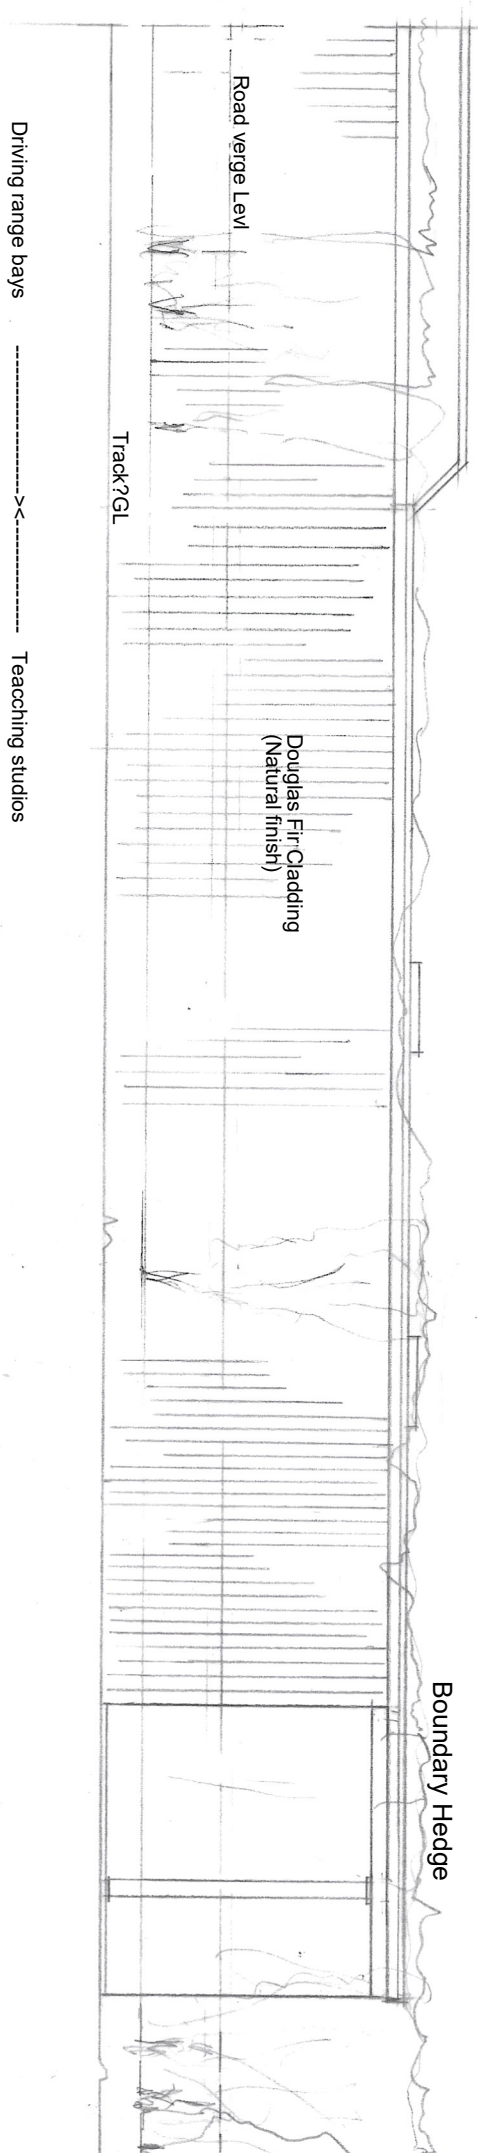 Boundary Hedge
Douglas Fir Cladding
(Natural finish)
Road verge Levl
Track?GL
Driving range bays ------------------------><------------------- Teacching studios